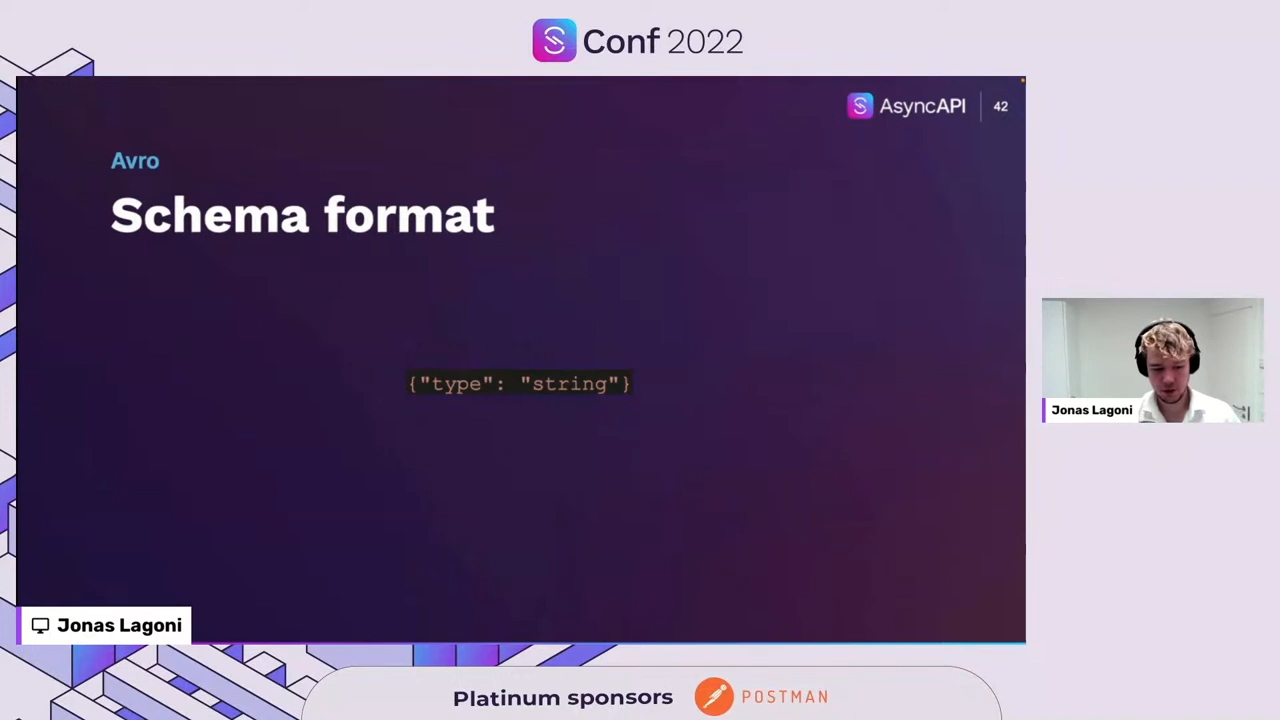 Conf 2022
AsyncAPI
42
Avro
Schema format
{"type": "string"}
Jonas Lagoni
Jonas Lagoni
Platinum sponsors
POSTMAN